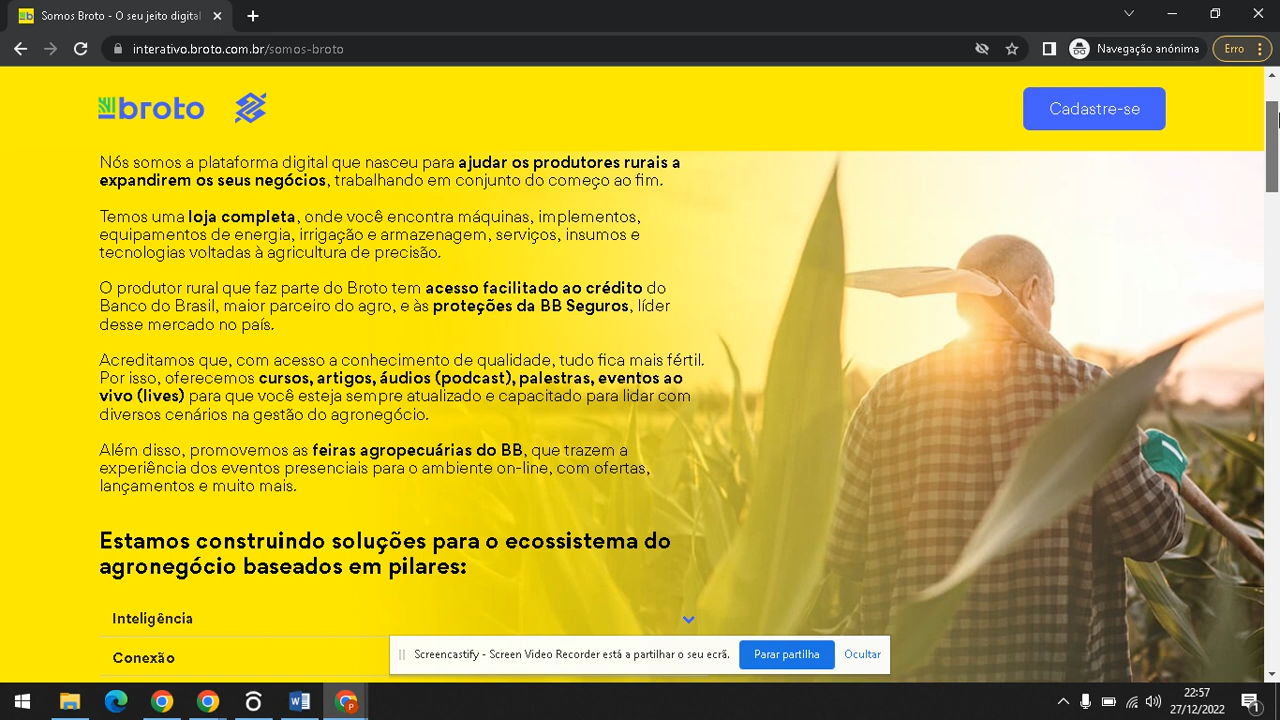 Somos Broto - O seu jeito digital
interativo.broto.com.br/somos-broto
Navegação anónima
Erro
broto
Cadastre-se
Nós somos a plataforma digital que nasceu para ajudar os produtores rurais a
expandirem os seus negócios, trabalhando em conjunto do começo ao fim.
Temos uma loja completa, onde você encontra máquinas, implementos,
equipamentos de energia, irrigação e armazenagem, serviços, insumos e
tecnologias voltadas à agricultura de precisão.
O produtor rural que faz parte do Broto tem acesso facilitado ao crédito do
Banco do Brasil, maior parceiro do agro, e às proteções da BB Seguros, líder
desse mercado no país.
Acreditamos que, com acesso a conhecimento de qualidade, tudo fica mais fértil.
Por isso, oferecemos cursos, artigos, áudios (podcast), palestras, eventos ao
vivo (lives) para que você esteja sempre atualizado e capacitado para lidar com
diversos cenários na gestão do agronegócio.
Além disso, promovemos as feiras agropecuárias do BB, que trazem a
experiência dos eventos presenciais para o ambiente on-line, com ofertas,
lançamentos e muito mais.
Estamos construindo soluções para o ecossistema do
agronegócio baseados em pilares:
Inteligência
Conexão
Screencastify - Screen Video Recorder está a partilhar o seu ecrã.
Parar partilha
Ocultar
22:57
27/12/2022